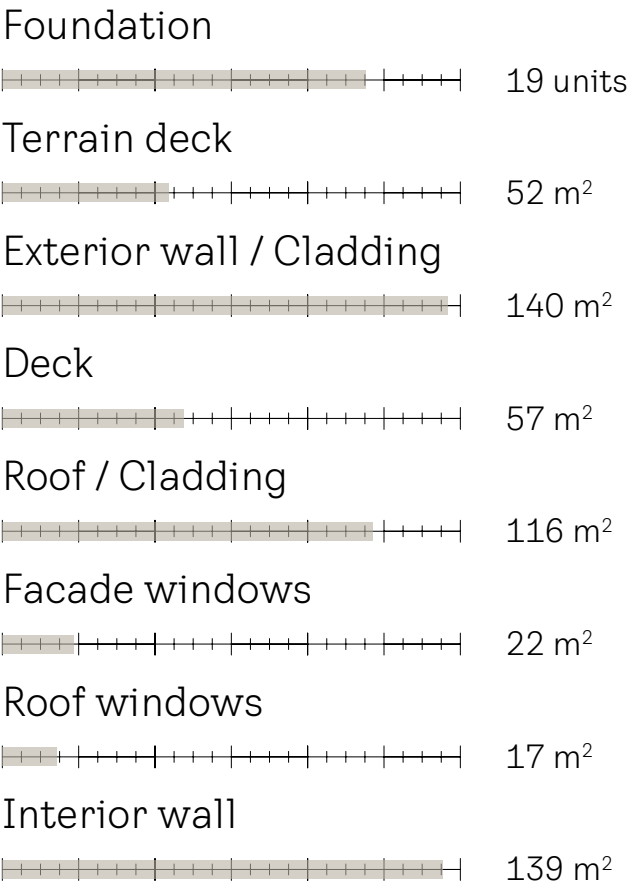 Foundation
19 units
Terrain deck
52 m²
Exterior wall / Cladding
140 m²
Deck
57 m²
Roof / Cladding
116 m²
Facade windows
22 m²
Roof windows
17 m²
Interior wall
139 m²